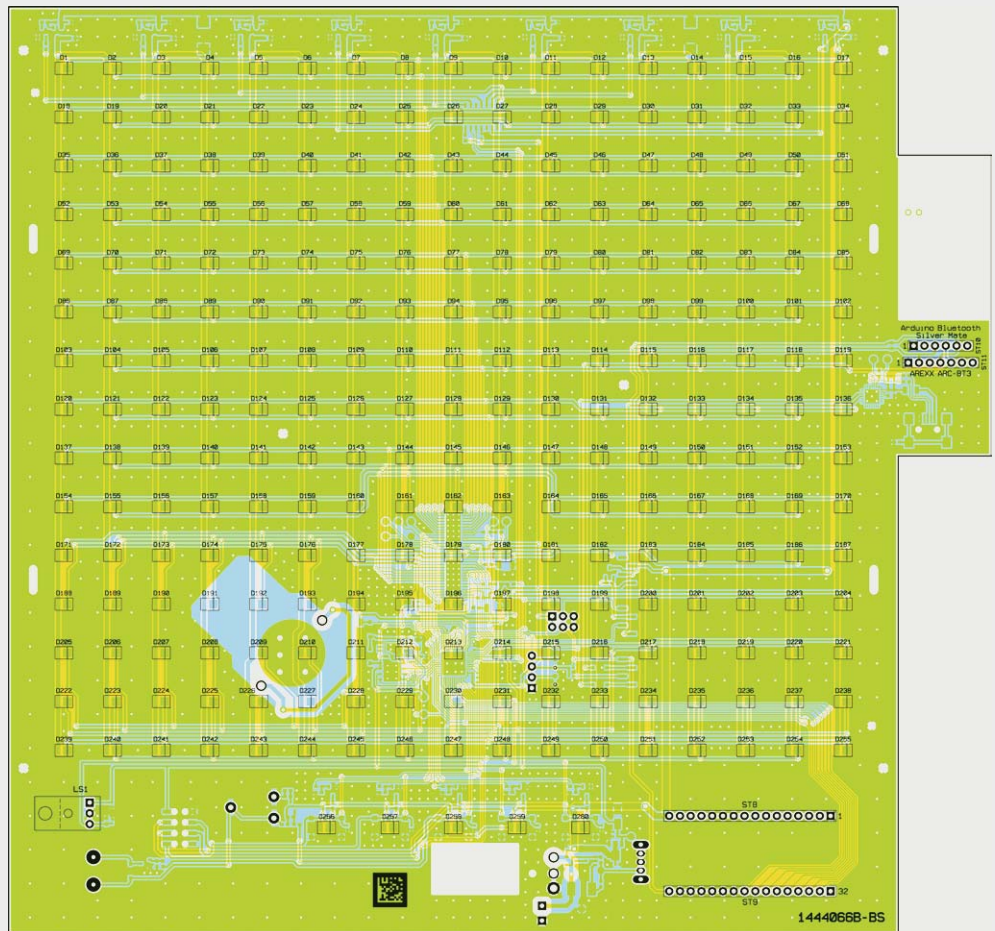 D1 D2 D3 D4 D5 D6 D7 D8 D9 D10 D11 D12 D13 D14 D15 D16 D17
D18 D19 D20 D21 D22 D23 D24 D25 D26 D27 D28 D29 D30 D31 D32 D33 D34
D35 D36 D37 D38 D39 D40 D41 D42 D43 D44 D45 D46 D47 D48 D49 D50 D51
D52 D53 D54 D55 D56 D57 D58 D59 D60 D61 D62 D63 D64 D65 D66 D67 D68
D69 D70 D71 D72 D73 D74 D75 D76 D77 D78 D79 D80 D81 D82 D83 D84 D85
D86 D87 D88 D89 D90 D91 D92 D93 D94 D95 D96 D97 D98 D99 D100 D101 D102
Arduino Bluetooth
Silver Mate
1 ST10
D103 D104 D105 D106 D107 D108 D109 D110 D111 D112 D113 D114 D115 D116 D117 D118 D119
1 ST11
AREXX ARC-BT3
D120 D121 D122 D123 D124 D125 D126 D127 D128 D129 D130 D131 D132 D133 D134 D135 D136
D137 D138 D139 D140 D141 D142 D143 D144 D145 D146 D147 D148 D149 D150 D151 D152 D153
D154 D155 D156 D157 D158 D159 D160 D161 D162 D163 D164 D165 D166 D167 D168 D169 D170
D171 D172 D173 D174 D175 D176 D177 D178 D179 D180 D181 D182 D183 D184 D185 D186 D187
D188 D189 D190 D191 D192 D193 D194 D195 D196 D197 D198 D199 D200 D201 D202 D203 D204
D205 D206 D207 D208 D209 D210 D211 D212 D213 D214 D215 D216 D217 D218 D219 D220 D221
D222 D223 D224 D225 D226 D227 D228 D229 D230 D231 D232 D233 D234 D235 D236 D237 D238
D239 D240 D241 D242 D243 D244 D245 D246 D247 D248 D249 D250 D251 D252 D253 D254 D255
LS1
ST8
1
D256 D257 D258 D259 D260
32
ST9
1444066B-BS